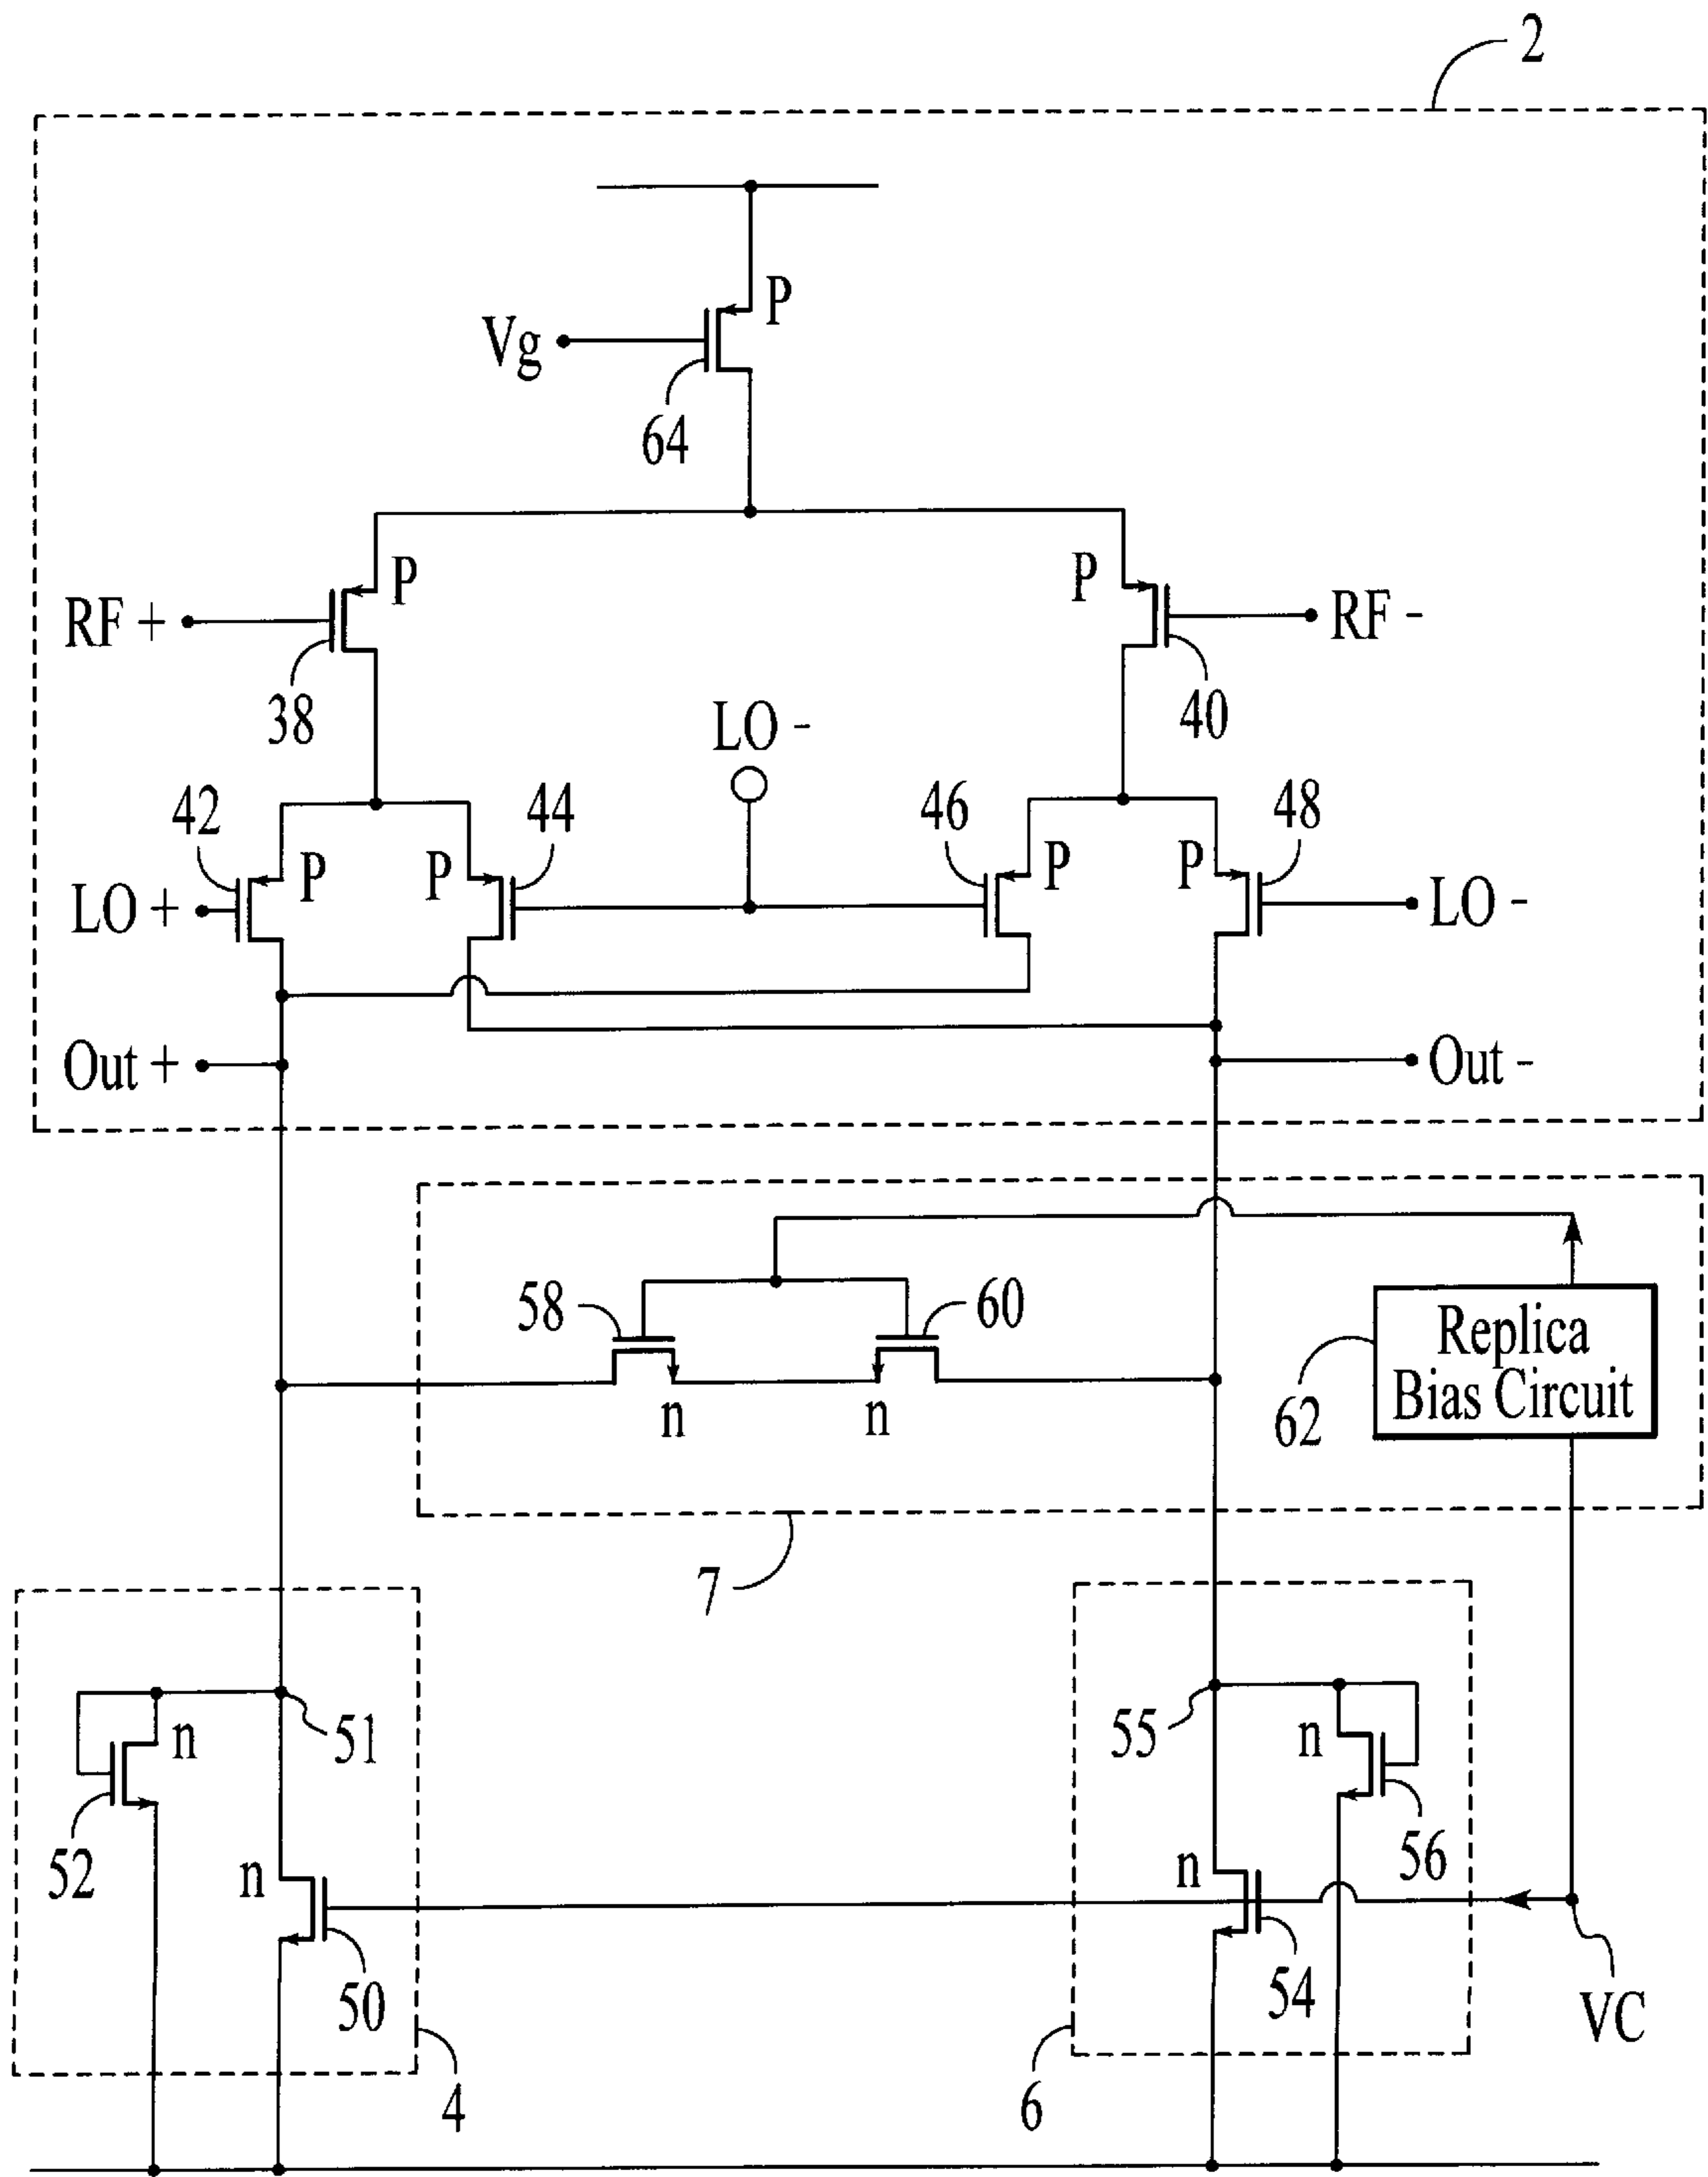 2
P
Vg
64
P
P
RF +
RF -
38
40
LO -
42
44
46
48
P
P
P
P
LO +
LO -
Out +
Out -
58
60
Replica
Bias Circuit
62
n
n
7
51
55
n
n
52
56
n
n
50
54
VC
4
6